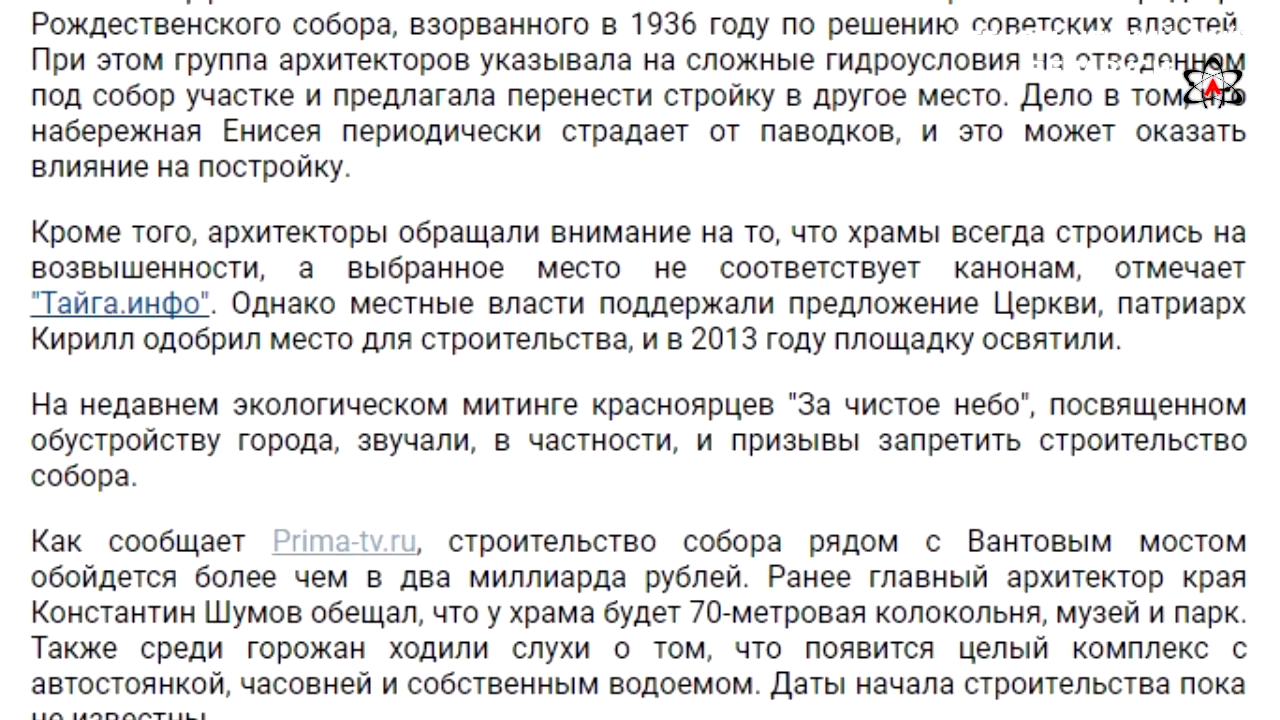 Рождественского собора, взорванного в 1936 году по решению советских властей.
При этом группа архитекторов указывала на сложные гидроусловия на отведенном
под собор участке и предлагала перенести стройку в другое место. Дело в том, что
набережная Енисея периодически страдает от паводков, и это может оказать
влияние на постройку.
Кроме того, архитекторы обращали внимание на то, что храмы всегда строились на
возвышенности, а выбранное место не соответствует канонам, отмечает
"Тайга.инфо". Однако местные власти поддержали предложение Церкви, патриарх
Кирилл одобрил место для строительства, и в 2013 году площадку освятили.
На недавнем экологическом митинге красноярцев "За чистое небо", посвященном
обустройству города, звучали, в частности, и призывы запретить строительство
собора.
Как сообщает Prima-tv.ru, строительство собора рядом с Вантовым мостом
обойдется более чем в два миллиарда рублей. Ранее главный архитектор края
Константин Шумов обещал, что у храма будет 70-метровая колокольня, музей и парк.
Также среди горожан ходили слухи о том, что появится целый комплекс с
автостоянкой, часовней и собственным водоемом. Даты начала строительства пока
не известны.